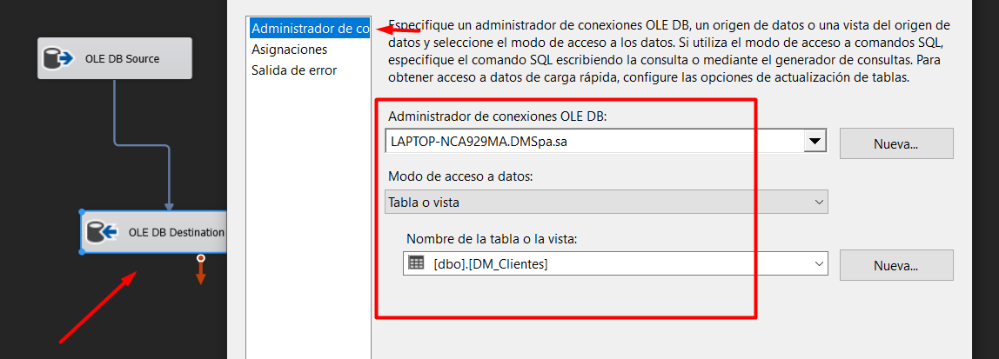 OLE DB Source
OLE DB Destination
Administrador de co
Asignaciones
Salida de error
Especifique un administrador de conexiones OLE DB, un origen de datos o una vista del origen de
datos y seleccione el modo de acceso a los datos. Si utiliza el modo de acceso a comandos SQL,
especifique el comando SQL escribiendo la consulta o mediante el generador de consultas. Para
obtener acceso a datos de carga rápida, configure las opciones de actualización de tablas.
Administrador de conexiones OLE DB:
LAPTOP-NCA929MA.DMSpa.sa
Nueva...
Modo de acceso a datos:
Tabla o vista
Nombre de la tabla o la vista:
[dbo].[DM_Clientes]
Nueva...